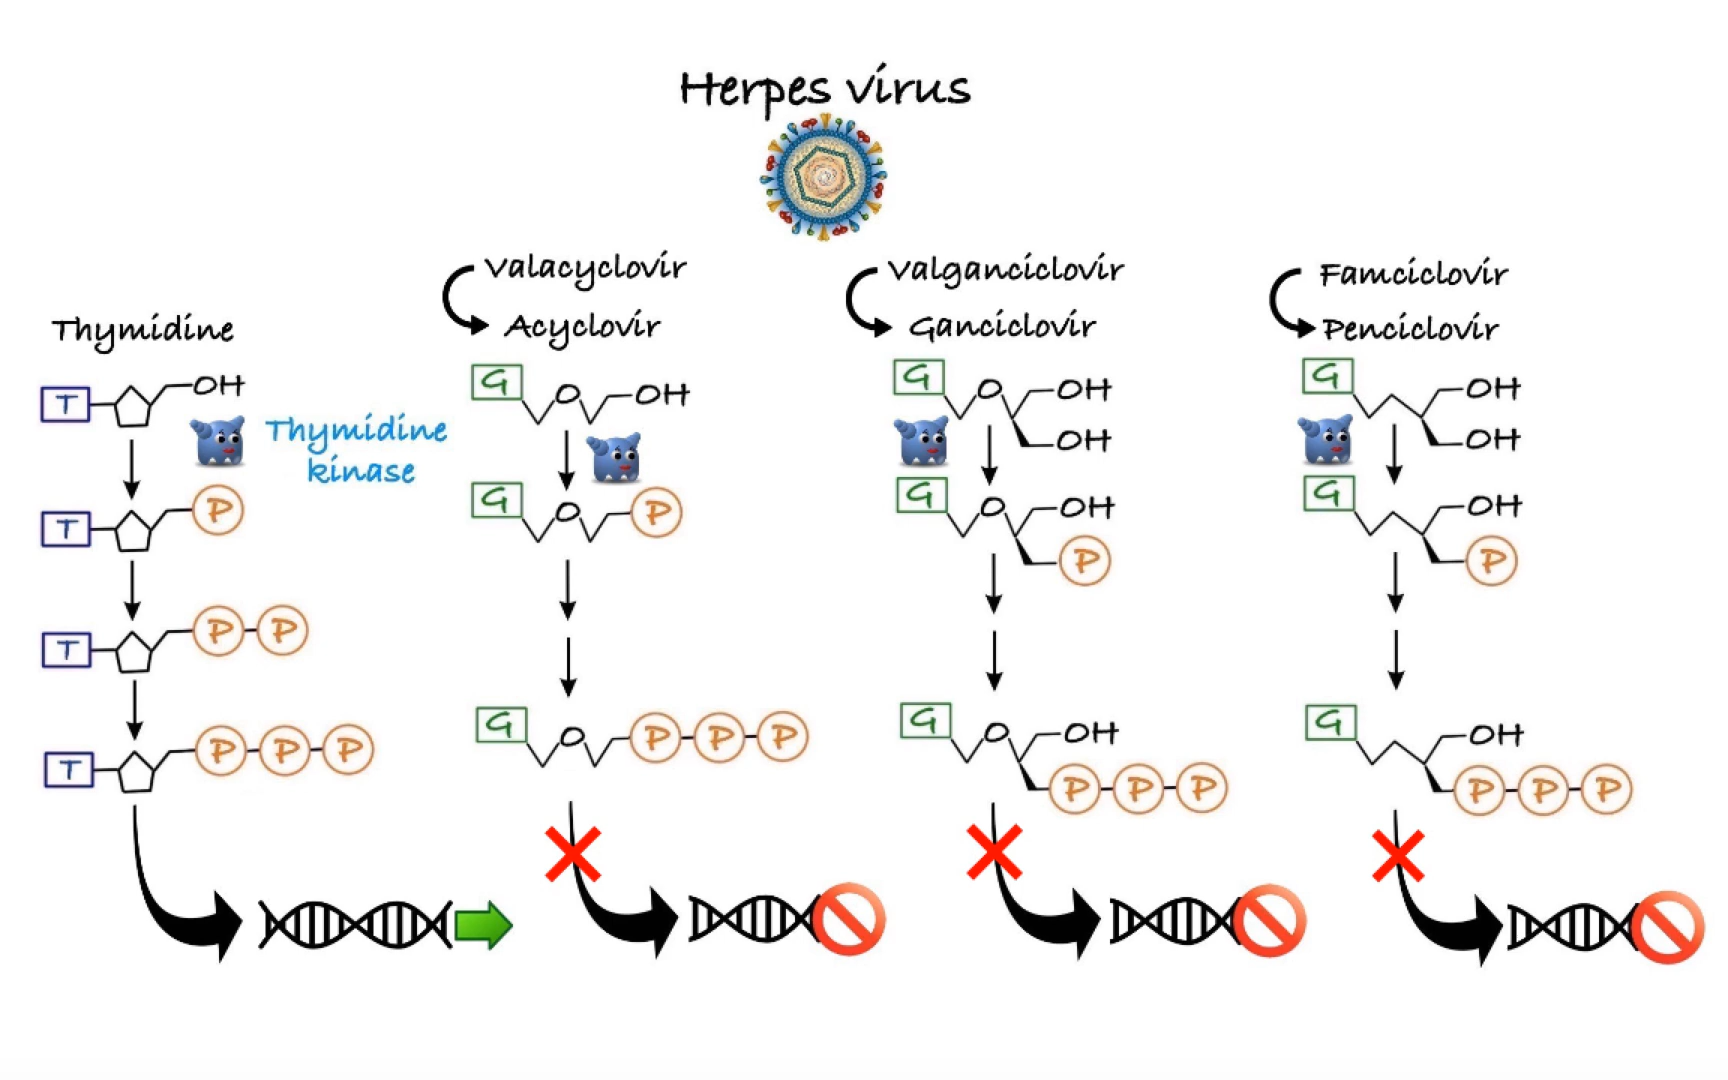 Herpes virus
Thymidine
T
OH
Thymidine
kinase
T
P
T
P P
T
P P P
Valacyclovir
Acyclovir
G
O
OH
G
O
P
G
O
P P P
Valganciclovir
Ganciclovir
G
O
OH
OH
G
O
OH
P
G
O
OH
P P P
Famciclovir
Penciclovir
G
OH
OH
G
OH
P
G
OH
P P P